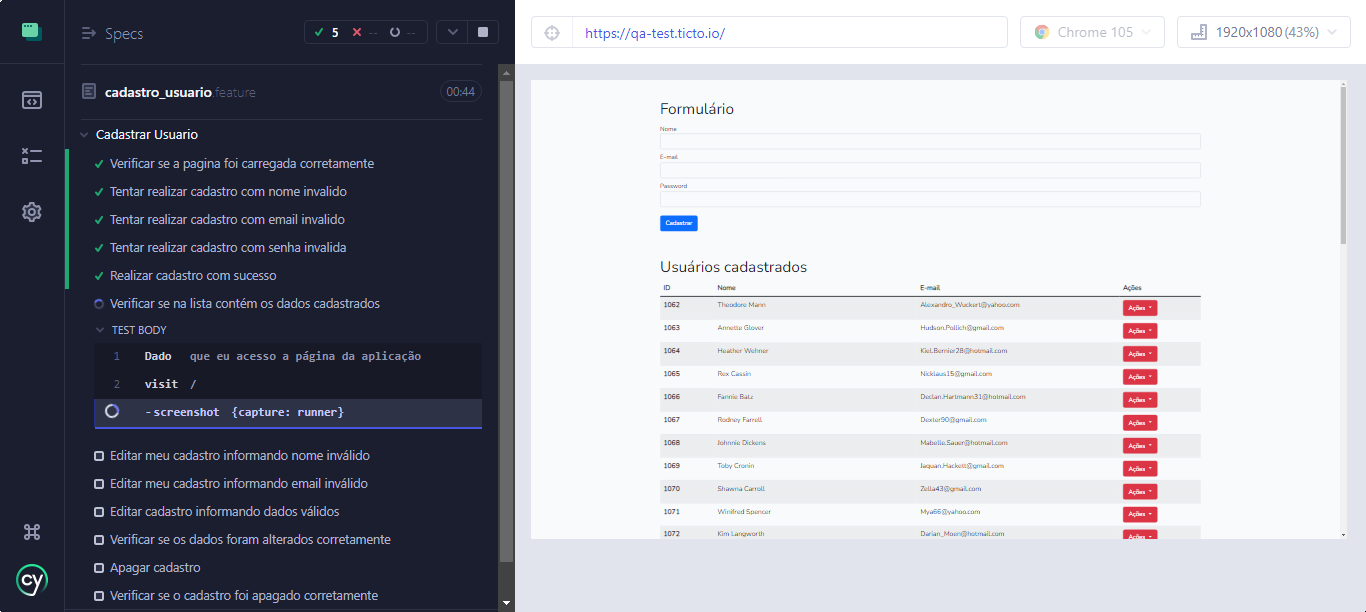 Specs
5 -- --
cadastro_usuario.feature 00:44
Cadastrar Usuario
Verificar se a pagina foi carregada corretamente
Tentar realizar cadastro com nome invalido
Tentar realizar cadastro com email invalido
Tentar realizar cadastro com senha invalida
Realizar cadastro com sucesso
Verificar se na lista contém os dados cadastrados
TEST BODY
1 Dado que eu acesso a página da aplicação
2 visit /
-screenshot {capture: runner}
Editar meu cadastro informando nome inválido
Editar meu cadastro informando email inválido
Editar cadastro informando dados válidos
Verificar se os dados foram alterados corretamente
Apagar cadastro
Verificar se o cadastro foi apagado corretamente
cy
https://qa-test.ticto.io/
Chrome 105
1920x1080 (43%)
Formulário
Nome
E-mail
Password
Cadastrar
Usuários cadastrados
ID Nome E-mail Ações
1062 Theodore Mann Alexandro_Wuckert@yahoo.com Ações
1063 Annette Glover Hudson.Pollich@gmail.com Ações
1064 Heather Wehner Kiel.Bernier28@hotmail.com Ações
1065 Rex Cassin Nicklaus15@gmail.com Ações
1066 Fannie Batz Declan.Hartmann31@hotmail.com Ações
1067 Rodney Farrell Dexter90@gmail.com Ações
1068 Johnnie Dickens Mabelle.Sauer@hotmail.com Ações
1069 Toby Cronin Jaquan.Hackett@gmail.com Ações
1070 Shawna Carroll Zella43@gmail.com Ações
1071 Winifred Spencer Mya66@yahoo.com Ações
1072 Kim Langworth Darian_Moen@hotmail.com Ações